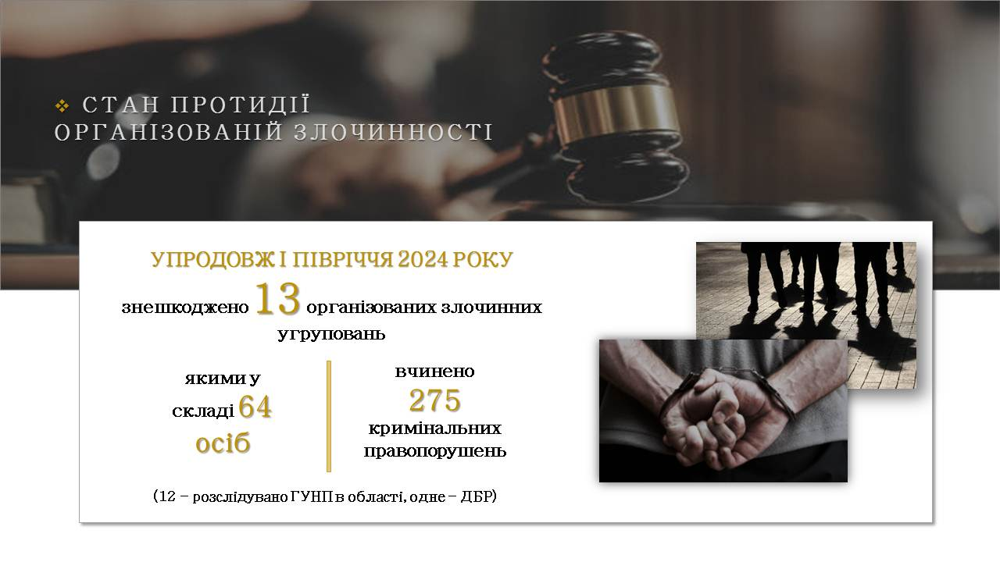 ❖ СТАН ПРОТИДІЇ
ОРГАНІЗОВАНІЙ ЗЛОЧИННОСТІ
УПРОДОВЖ І ПІВРІЧЧЯ 2024 РОКУ
знешкоджено 13 організованих злочинних
угруповань
якими у
складі 64
осіб
вчинено
275
кримінальних
правопорушень
(12 – розслідувано ГУНП в області, одне – ДБР)